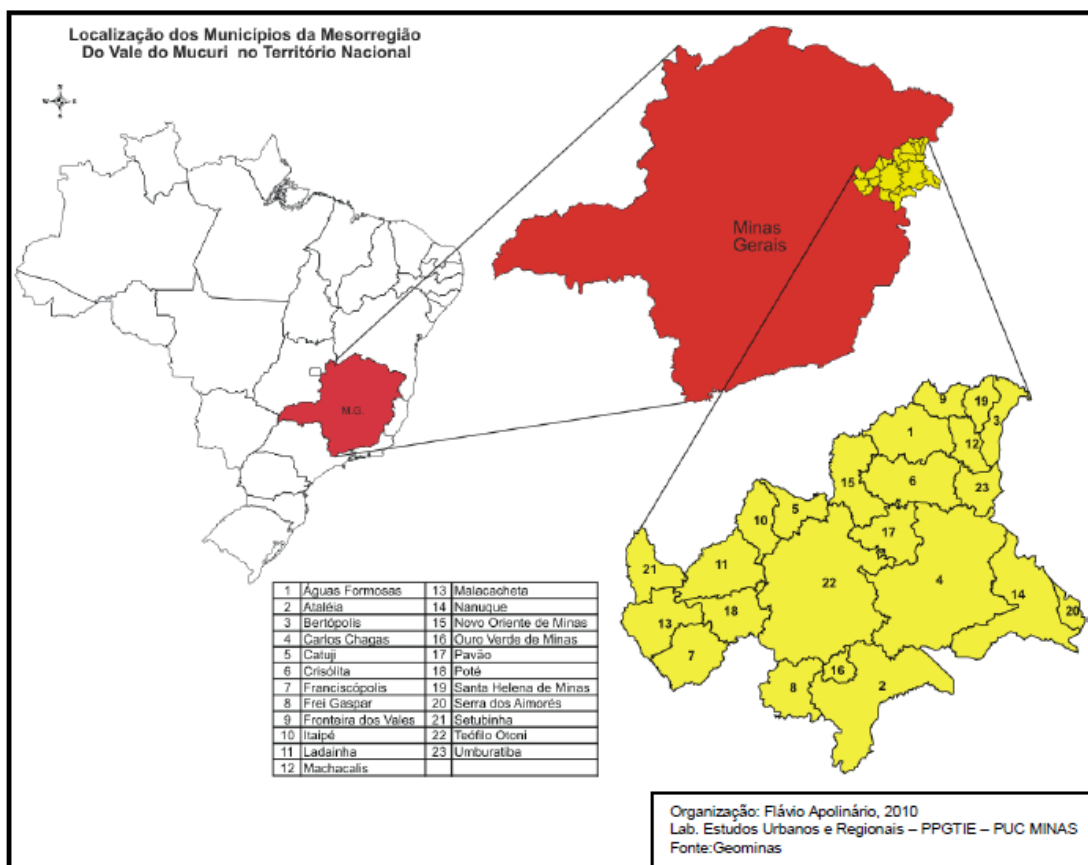 Localização dos Municípios da Mesorregião
Do Vale do Mucuri no Território Nacional
N
W E
S
M.G.
Minas
Gerais
9
19
1
3
12
6
15
23
5
10
17
21
11
22
4
14
18
13
20
7
16
8
2
1 Águas Formosas 13 Malacacheta
2 Ataléia 14 Nanuque
3 Bertópolis 15 Novo Oriente de Minas
4 Carlos Chagas 16 Ouro Verde de Minas
5 Catuji 17 Pavão
6 Crisólita 18 Poté
7 Franciscópolis 19 Santa Helena de Minas
8 Frei Gaspar 20 Serra dos Aimorés
9 Fronteira dos Vales 21 Setubinha
10 Itaipé 22 Teófilo Otoni
11 Ladainha 23 Umburatiba
12 Machacalis
Organização: Flávio Apolinário, 2010
Lab. Estudos Urbanos e Regionais – PPGTIE – PUC MINAS
Fonte:Geominas